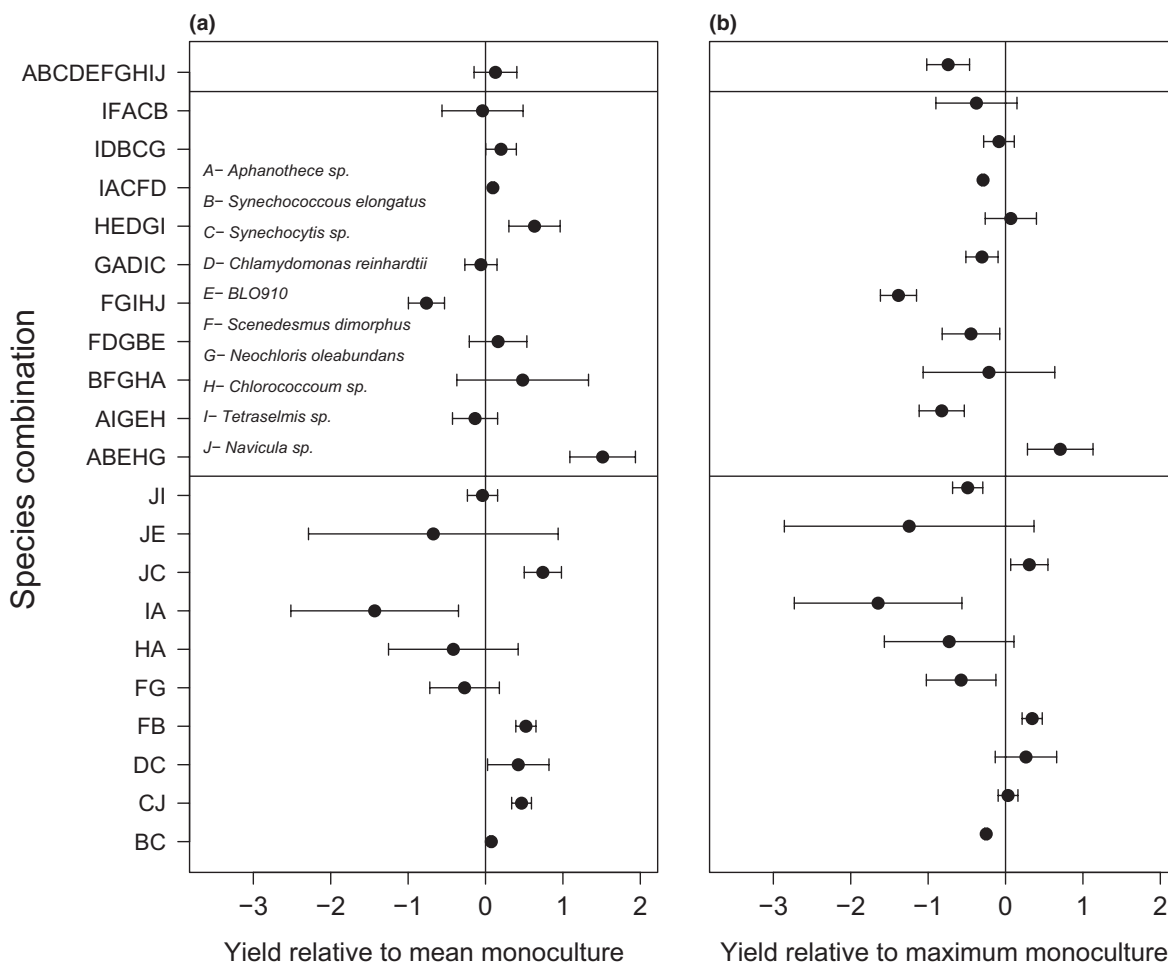 (a)
(b)
Species combination
ABCDEFGHIJ
IFACB
IDBCG
IACFD
HEDGI
GADIC
FGIHJ
FDGBE
BFGHA
AIGEH
ABEHG
JI
JE
JC
IA
HA
FG
FB
DC
CJ
BC
A− Aphanothece sp.
B− Synechococcous elongatus
C− Synechocytis sp.
D− Chlamydomonas reinhardtii
E− BLO910
F− Scenedesmus dimorphus
G− Neochloris oleabundans
H− Chlorococcoum sp.
I− Tetraselmis sp.
J− Navicula sp.
−3 −2 −1 0 1 2
−3 −2 −1 0 1 2
Yield relative to mean monoculture
Yield relative to maximum monoculture